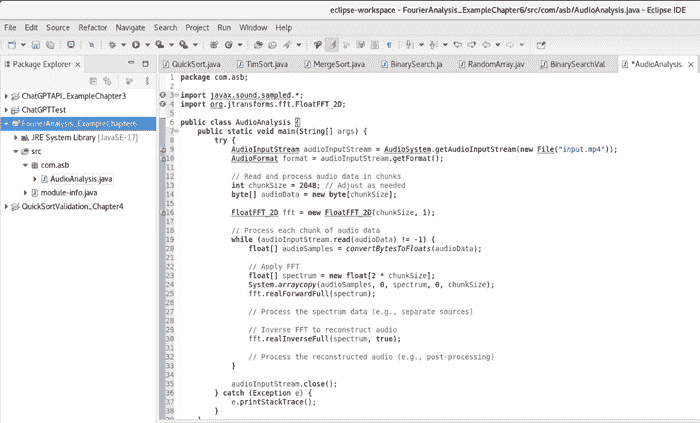 eclipse-workspace - FourierAnalysis_ExampleChapter6/src/com/asb/AudioAnalysis.java - Eclipse IDE
File Edit Source Refactor Navigate Search Project Run Window Help
Package Explorer
ChatGPTAPI_ExampleChapter3
ChatGPTTest
FourierAnalysis_ExampleChapter6
JRE System Library [JavaSE-17]
src
com.asb
AudioAnalysis.java
module-info.java
QuickSortValidation_Chapter4
QuickSort.java TimSort.java MergeSort.java BinarySearch.ja RandomArray.jav BinarySearchVal *AudioAnalysis.
1 package com.asb;
2
3 import javax.sound.sampled.*;
4 import org.jtransforms.fft.FloatFFT_2D;
5
6 public class AudioAnalysis {
7 public static void main(String[] args) {
8 try {
9 AudioInputStream audioInputStream = AudioSystem.getAudioInputStream(new File("input.mp4"));
10 AudioFormat format = audioInputStream.getFormat();
11
12 // Read and process audio data in chunks
13 int chunkSize = 2048; // Adjust as needed
14 byte[] audioData = new byte[chunkSize];
15
16 FloatFFT_2D fft = new FloatFFT_2D(chunkSize, 1);
17
18 // Process each chunk of audio data
19 while (audioInputStream.read(audioData) != -1) {
20 float[] audioSamples = convertBytesToFloats(audioData);
21
22 // Apply FFT
23 float[] spectrum = new float[2 * chunkSize];
24 System.arraycopy(audioSamples, 0, spectrum, 0, chunkSize);
25 fft.realForwardFull(spectrum);
26
27 // Process the spectrum data (e.g., separate sources)
28
29 // Inverse FFT to reconstruct audio
30 fft.realInverseFull(spectrum, true);
31
32 // Process the reconstructed audio (e.g., post-processing)
33 }
34
35 audioInputStream.close();
36 } catch (Exception e) {
37 e.printStackTrace();
38 }